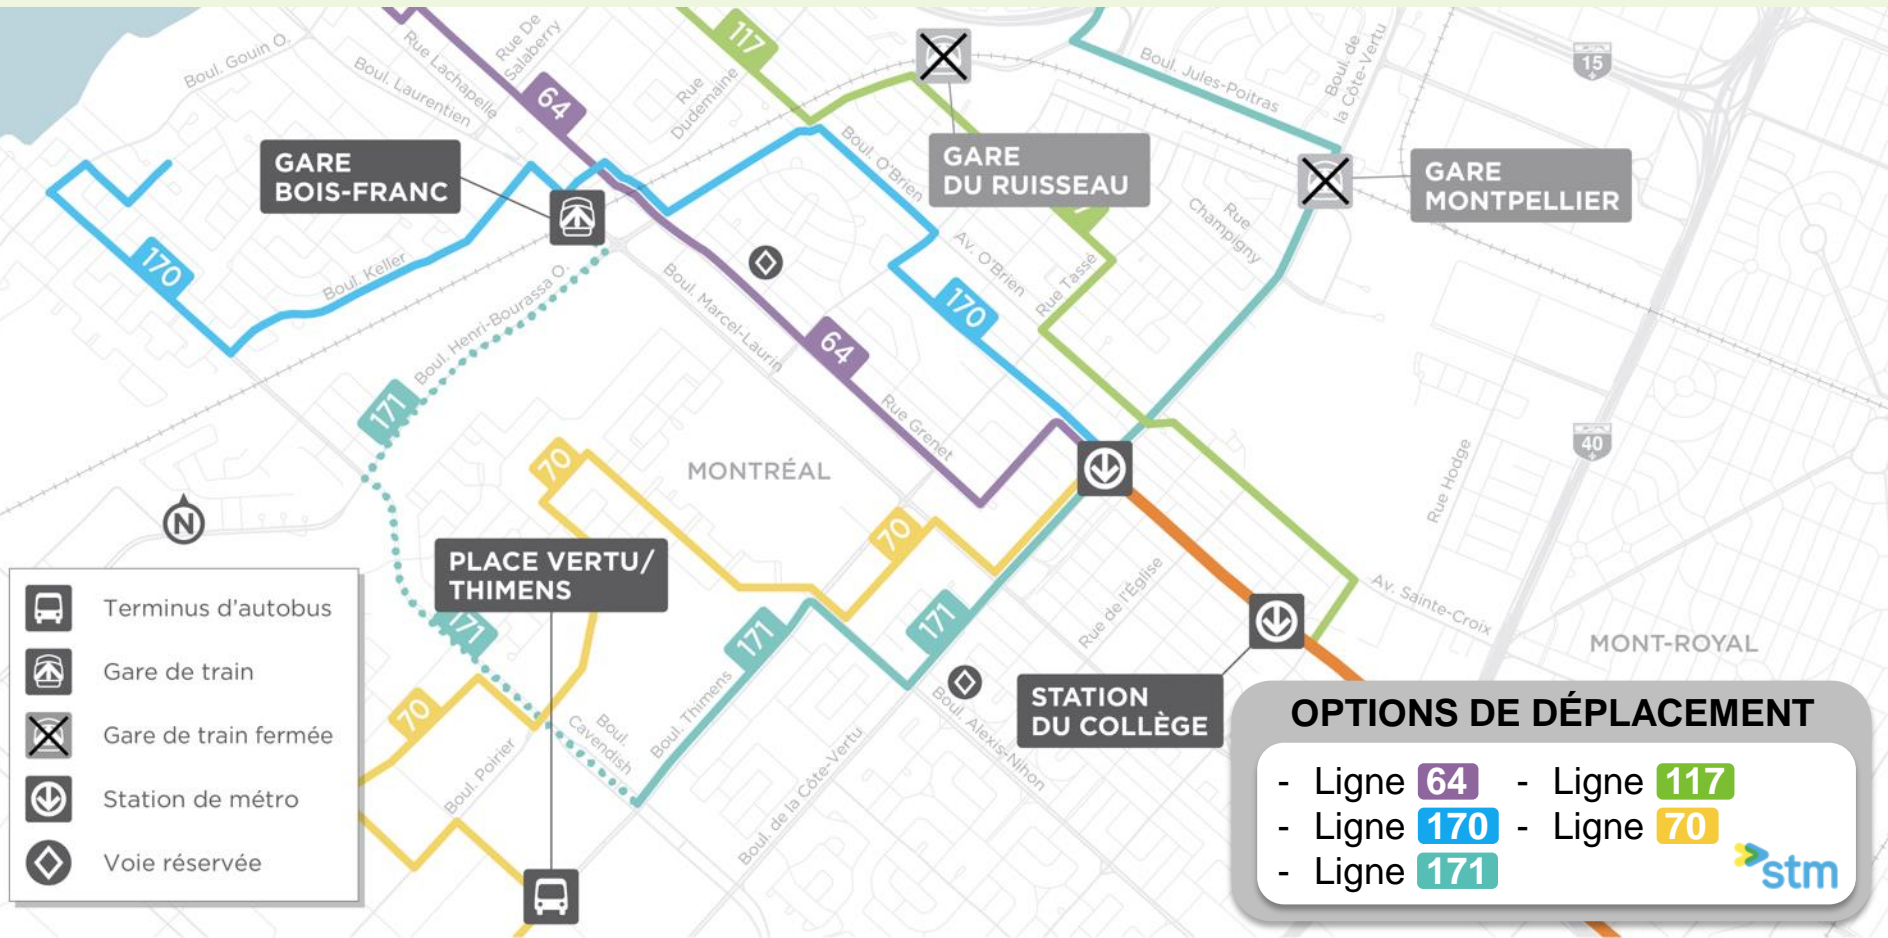 Boul. Gouin O.
Rue Lachapelle
Boul. Laurentien
Rue De
Salaberry
64
117
Rue
Dudemaine
Boul. Jules-Poitras
Boul. de
la Côte-Vertu
15
GARE
BOIS-FRANC
Boul. O'Brien
GARE
DU RUISSEAU
GARE
MONTPELLIER
170
Boul. Keller
Boul. Henri-Bourassa O.
Boul. Marcel-Laurin
Av. O'Brien
Rue Tassé
Rue
Champigny
170
64
171
Rue Grenet
70
MONTRÉAL
40
Rue Hodge
N
70
PLACE VERTU/
THIMENS
Rue de l'Église
Av. Sainte-Croix
MONT-ROYAL
171
171
171
70
Boul. Poirier
Boul.
Cavendish
Boul. Thimens
Boul. de la Côte-Vertu
Boul. Alexis-Nihon
STATION
DU COLLÈGE
Terminus d'autobus
Gare de train
Gare de train fermée
Station de métro
Voie réservée
OPTIONS DE DÉPLACEMENT
- Ligne 64 - Ligne 117
- Ligne 170 - Ligne 70
- Ligne 171
stm